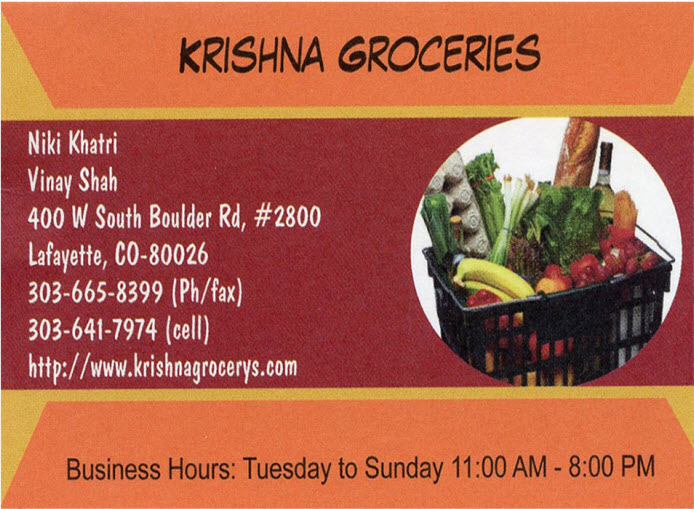 KRISHNA GROCERIES
Niki Khatri
Vinay Shah
400 W South Boulder Rd, #2800
Lafayette, CO-80026
303-665-8399 (Ph/fax)
303-641-7974 (cell)
http://www.krishnagrocerys.com
Business Hours: Tuesday to Sunday 11:00 AM - 8:00 PM